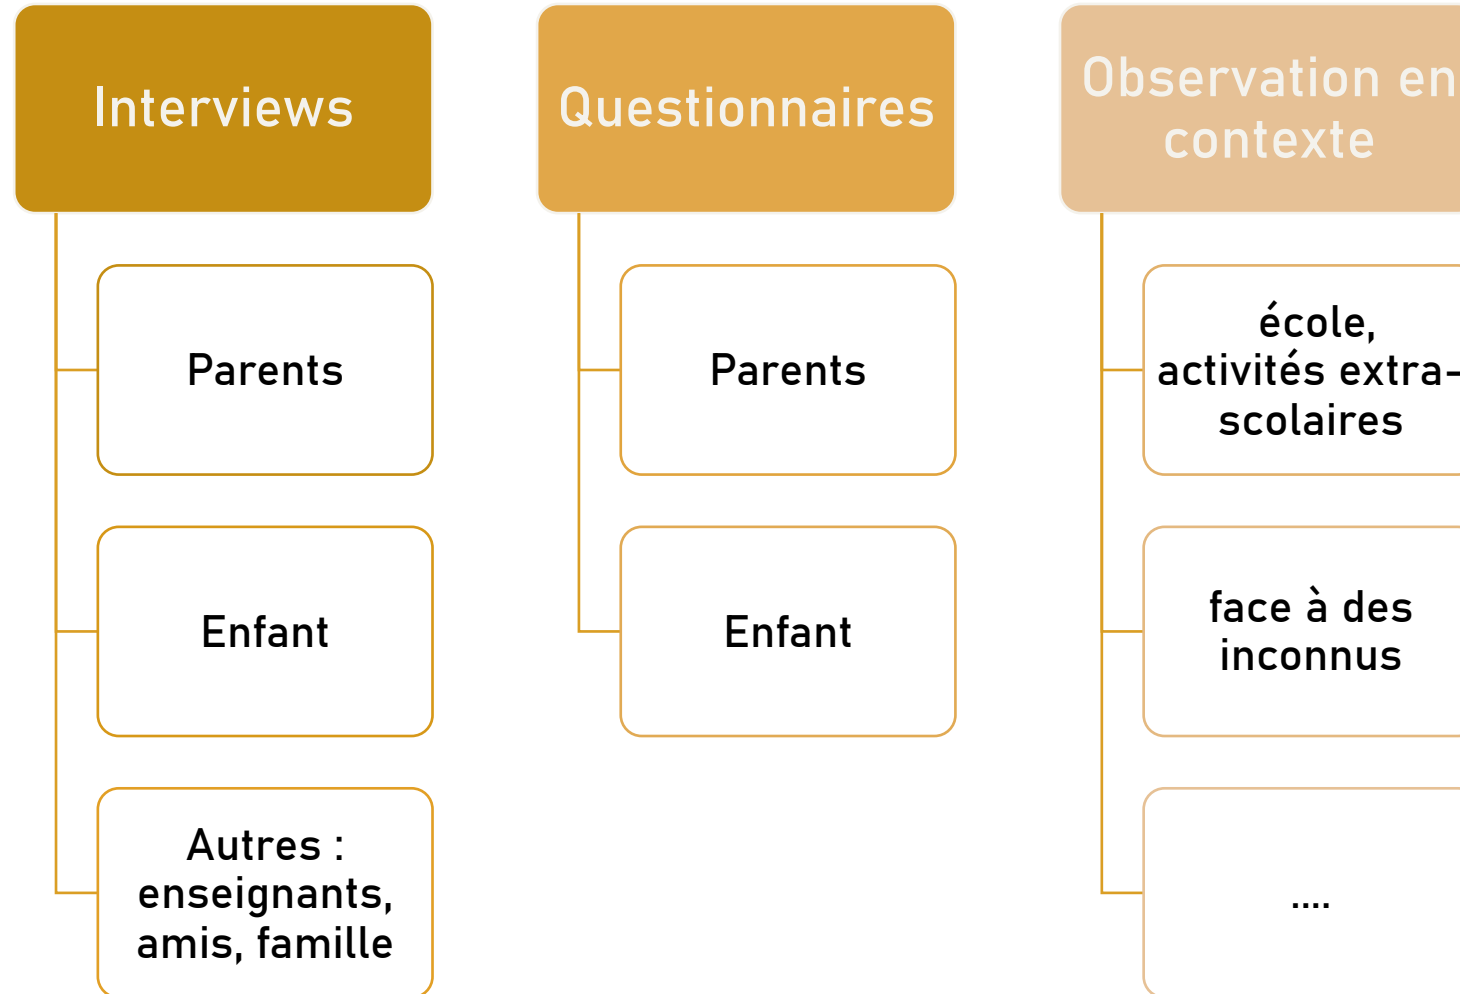 Interviews
Parents
Enfant
Autres :
enseignants,
amis, famille
Questionnaires
Parents
Enfant
Observation en
contexte
école,
activités extra-
scolaires
face à des
inconnus
....